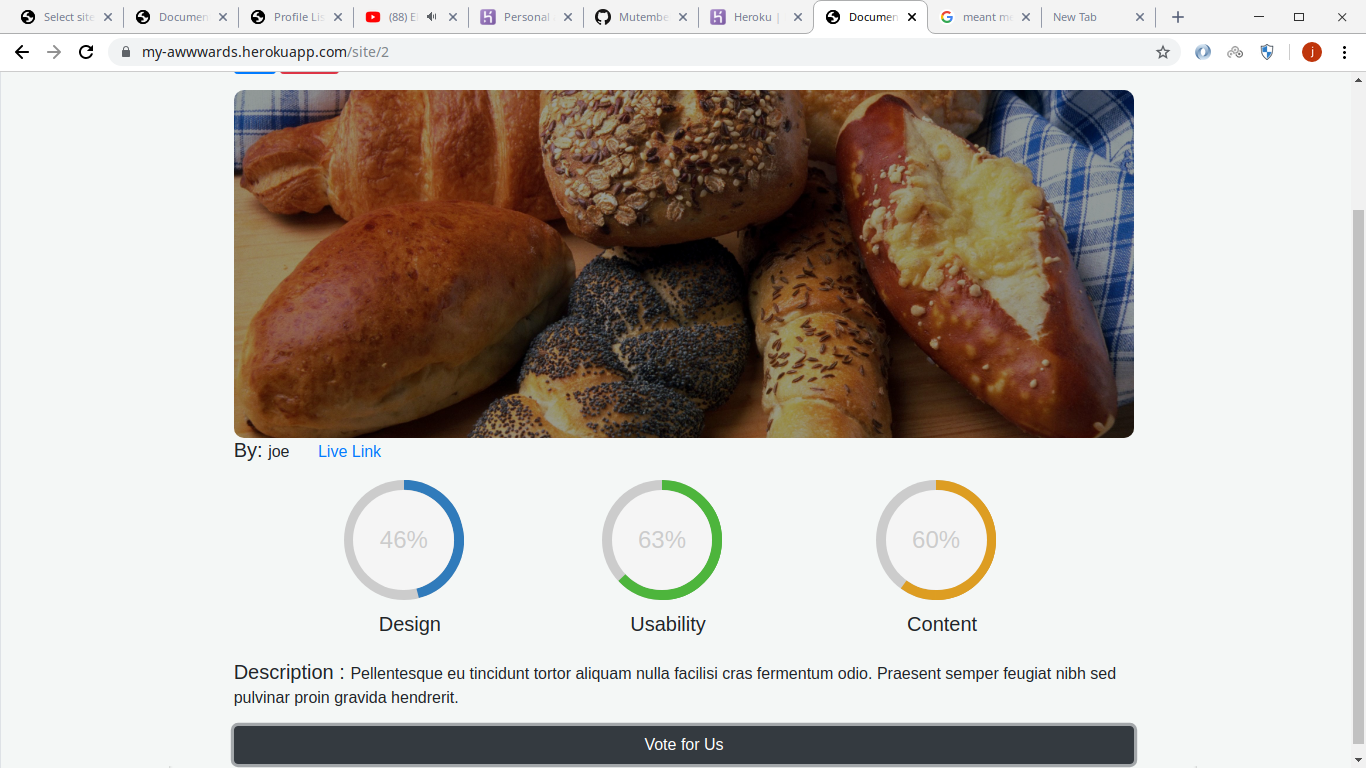 Select site
Documen
Profile Lis
(88) E
Personal
Mutembe
Heroku |
Documen
meant m
New Tab
my-awwwards.herokuapp.com/site/2
j
By: joe Live Link
46%
63%
60%
Design
Usability
Content
Description : Pellentesque eu tincidunt tortor aliquam nulla facilisi cras fermentum odio. Praesent semper feugiat nibh sed
pulvinar proin gravida hendrerit.
Vote for Us